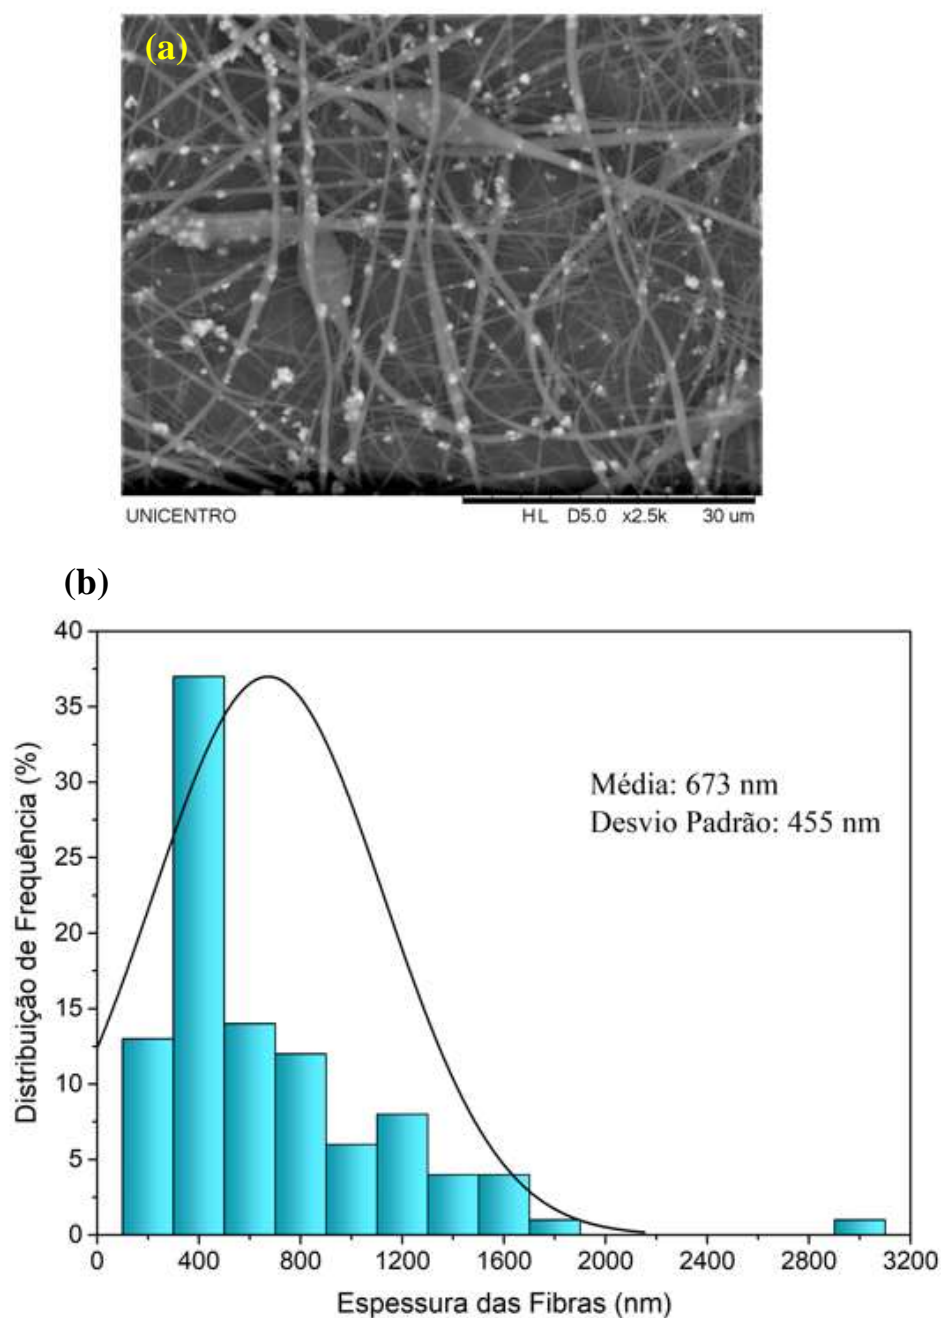 (a)
UNICENTRO
HL D5.0 x2.5k 30 um
(b)
40
35
30
25
20
15
10
5
0
Distribuição de Frequência (%)
Média: 673 nm
Desvio Padrão: 455 nm
0 400 800 1200 1600 2000 2400 2800 3200
Espessura das Fibras (nm)